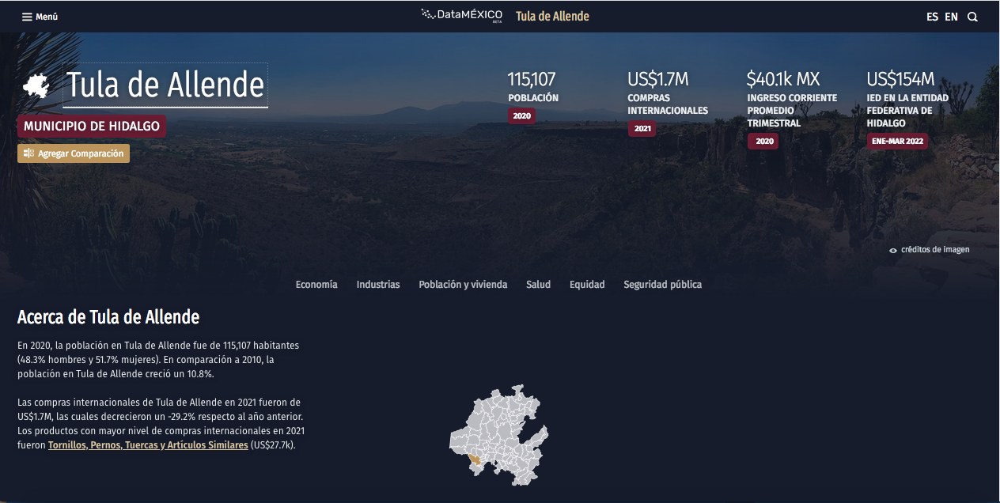 Menú
DataMÉXICO
BETA
Tula de Allende
ES EN
Tula de Allende
MUNICIPIO DE HIDALGO
Agregar Comparación
115,107
POBLACIÓN
2020
US$1.7M
COMPRAS
INTERNACIONALES
2021
$40.1k MX
INGRESO CORRIENTE
PROMEDIO
TRIMESTRAL
2020
US$154M
IED EN LA ENTIDAD
FEDERATIVA DE
HIDALGO
ENE-MAR 2022
créditos de imagen
Economía Industrias Población y vivienda Salud Equidad Seguridad pública
Acerca de Tula de Allende
En 2020, la población en Tula de Allende fue de 115,107 habitantes
(48.3% hombres y 51.7% mujeres). En comparación a 2010, la
población en Tula de Allende creció un 10.8%.
Las compras internacionales de Tula de Allende en 2021 fueron de
US$1.7M, las cuales decrecieron un -29.2% respecto al año anterior.
Los productos con mayor nivel de compras internacionales en 2021
fueron Tornillos, Pernos, Tuercas y Artículos Similares (US$27.7k).